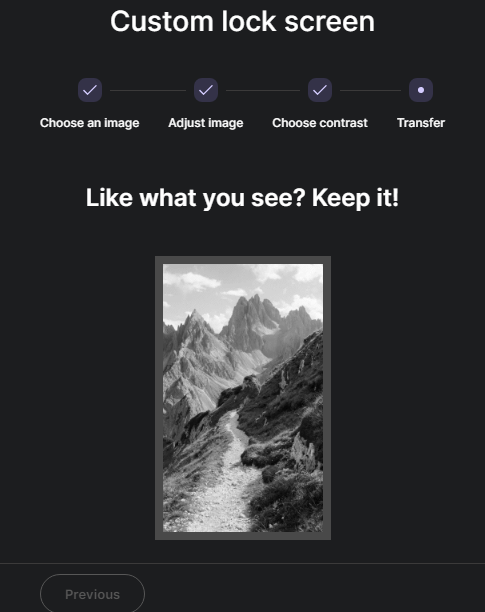 Custom lock screen
Choose an image
Adjust image
Choose contrast
Transfer
Like what you see? Keep it!
Previous